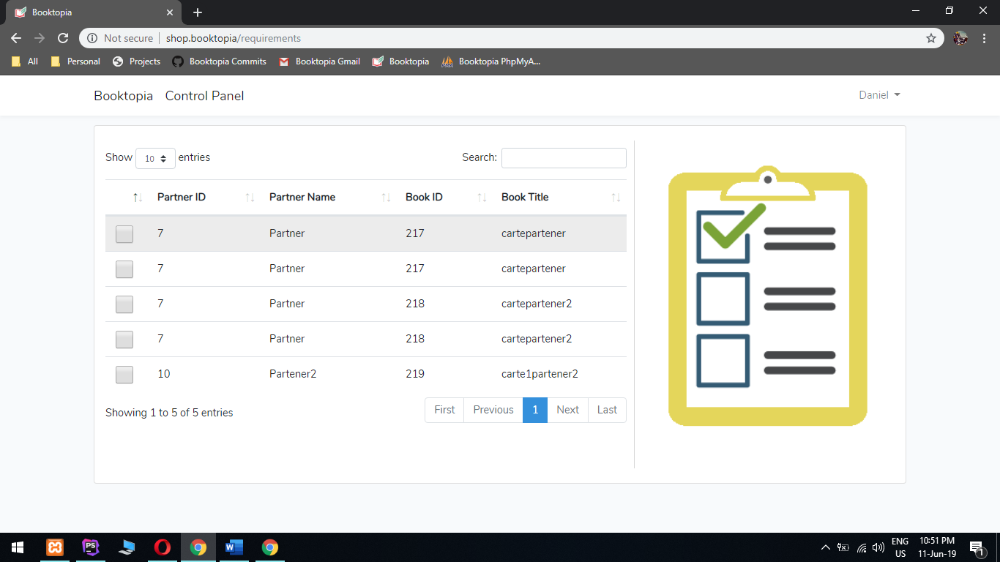 Booktopia
Not secure shop.booktopia/requirements
All Personal Projects Booktopia Commits Booktopia Gmail Booktopia Booktopia PhpMyA...
Booktopia Control Panel Daniel
Show 10 entries Search:
Partner ID Partner Name Book ID Book Title
7 Partner 217 cartepartener
7 Partner 217 cartepartener
7 Partner 218 cartepartener2
7 Partner 218 cartepartener2
10 Partener2 219 carte1partener2
Showing 1 to 5 of 5 entries First Previous 1 Next Last
PS W ENG 10:51 PM
US 11-Jun-19 1